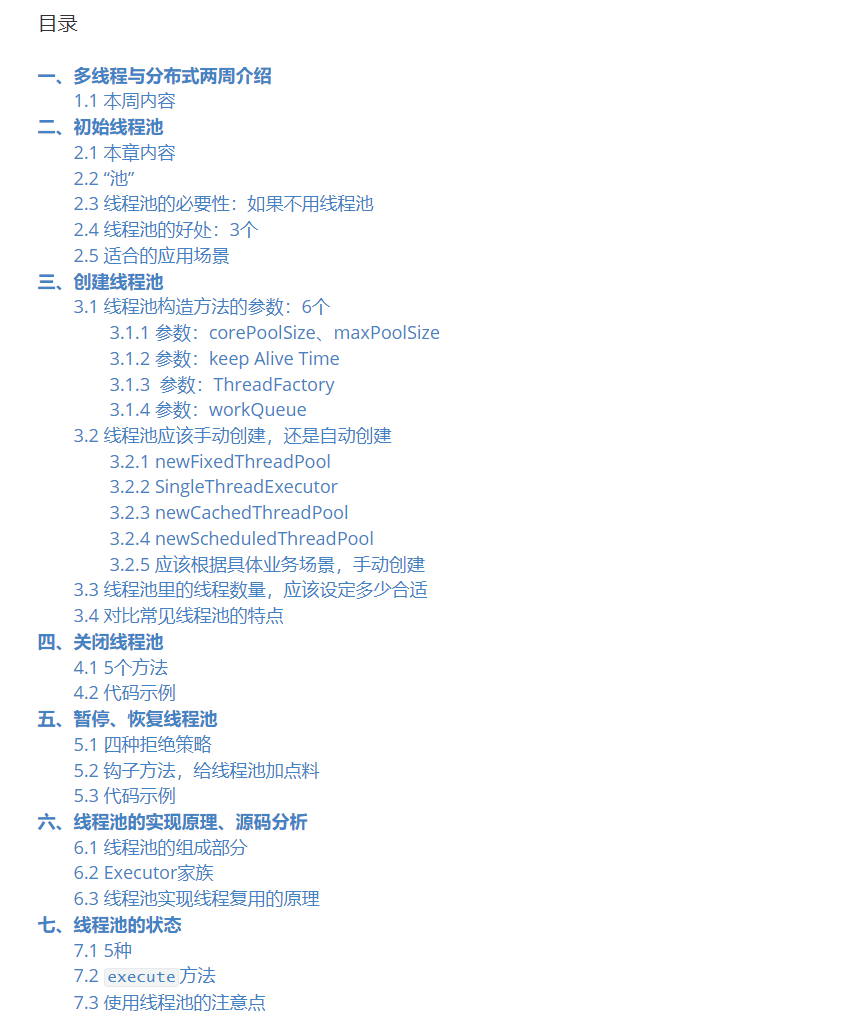 目录
一、多线程与分布式两周介绍
1.1 本周内容
二、初始线程池
2.1 本章内容
2.2 “池”
2.3 线程池的必要性：如果不用线程池
2.4 线程池的好处：3个
2.5 适合的应用场景
三、创建线程池
3.1 线程池构造方法的参数：6个
3.1.1 参数：corePoolSize、maxPoolSize
3.1.2 参数：keep Alive Time
3.1.3  参数：ThreadFactory
3.1.4 参数：workQueue
3.2 线程池应该手动创建，还是自动创建
3.2.1 newFixedThreadPool
3.2.2 SingleThreadExecutor
3.2.3 newCachedThreadPool
3.2.4 newScheduledThreadPool
3.2.5 应该根据具体业务场景，手动创建
3.3 线程池里的线程数量，应该设定多少合适
3.4 对比常见线程池的特点
四、关闭线程池
4.1 5个方法
4.2 代码示例
五、暂停、恢复线程池
5.1 四种拒绝策略
5.2 钩子方法，给线程池加点料
5.3 代码示例
六、线程池的实现原理、源码分析
6.1 线程池的组成部分
6.2 Executor家族
6.3 线程池实现线程复用的原理
七、线程池的状态
7.1 5种
7.2 execute方法
7.3 使用线程池的注意点